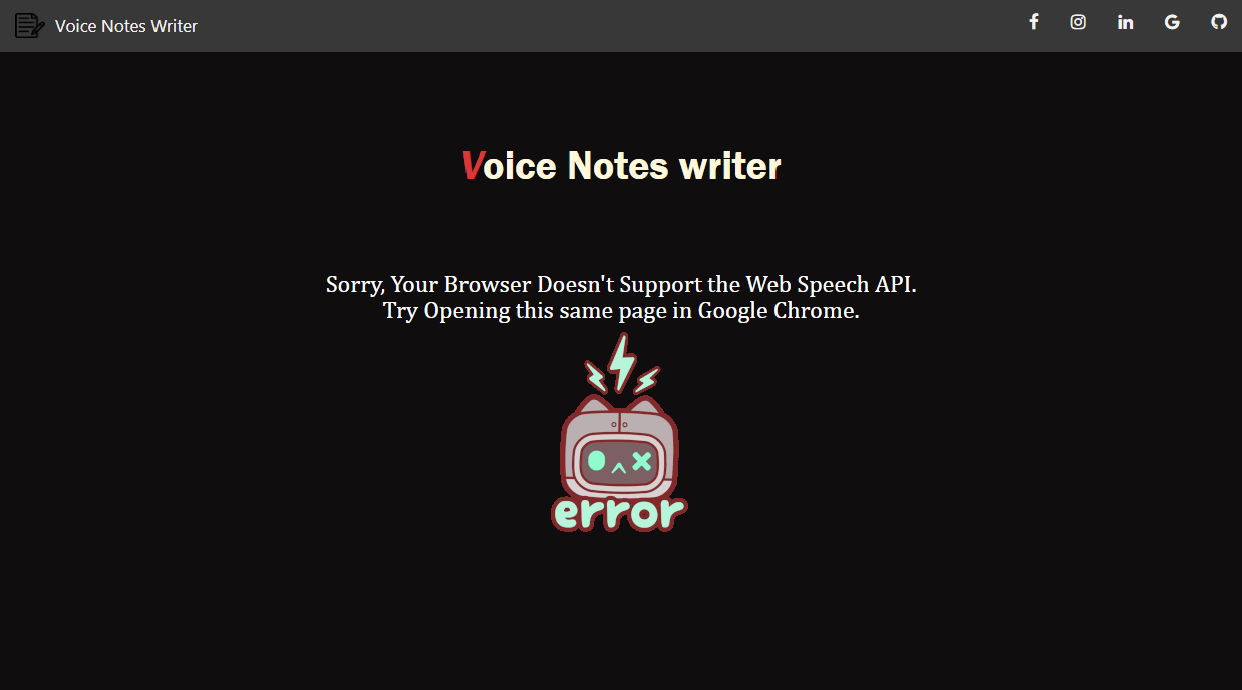 Voice Notes Writer
Voice Notes writer
Sorry, Your Browser Doesn't Support the Web Speech API.
Try Opening this same page in Google Chrome.
error